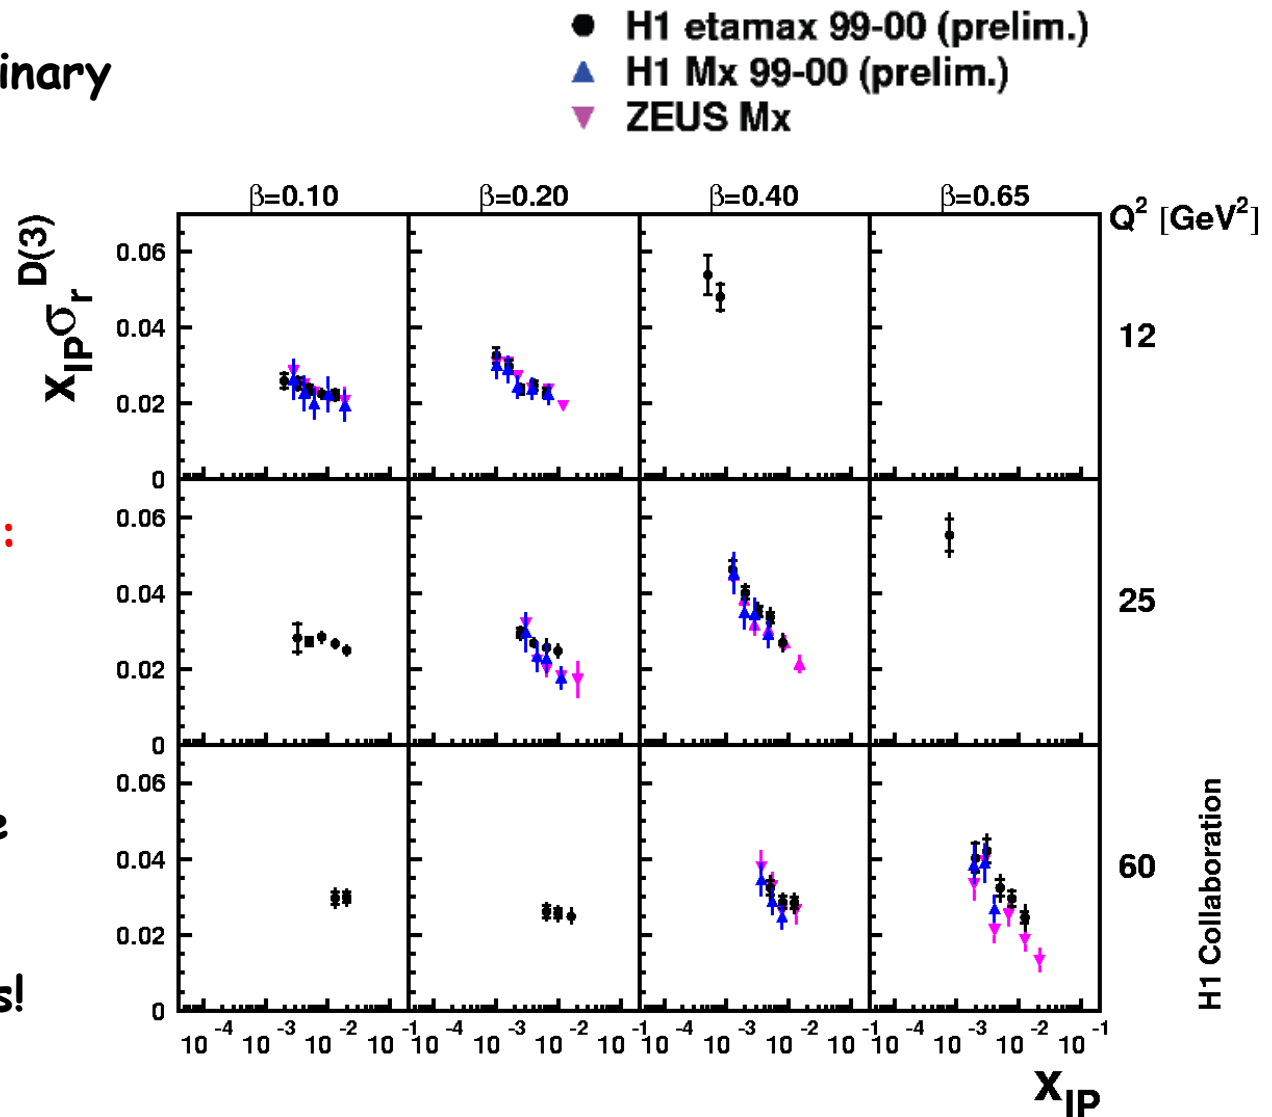 H1 etamax 99-00 (prelim.)
inary
H1 Mx 99-00 (prelim.)
ZEUS Mx
β=0.10 β=0.20 β=0.40 β=0.65
Q² [GeV²]
x_IP σ_r^D(3)
0.06
0.04
0.02
0
12
:
0.06
0.04
0.02
0
25
e
0.06
0.04
0.02
0
60
H1 Collaboration
s!
10^-4 10^-3 10^-2 10^-1 10^-4 10^-3 10^-2 10^-1 10^-4 10^-3 10^-2 10^-1 10^-4 10^-3 10^-2 10^-1
x_IP